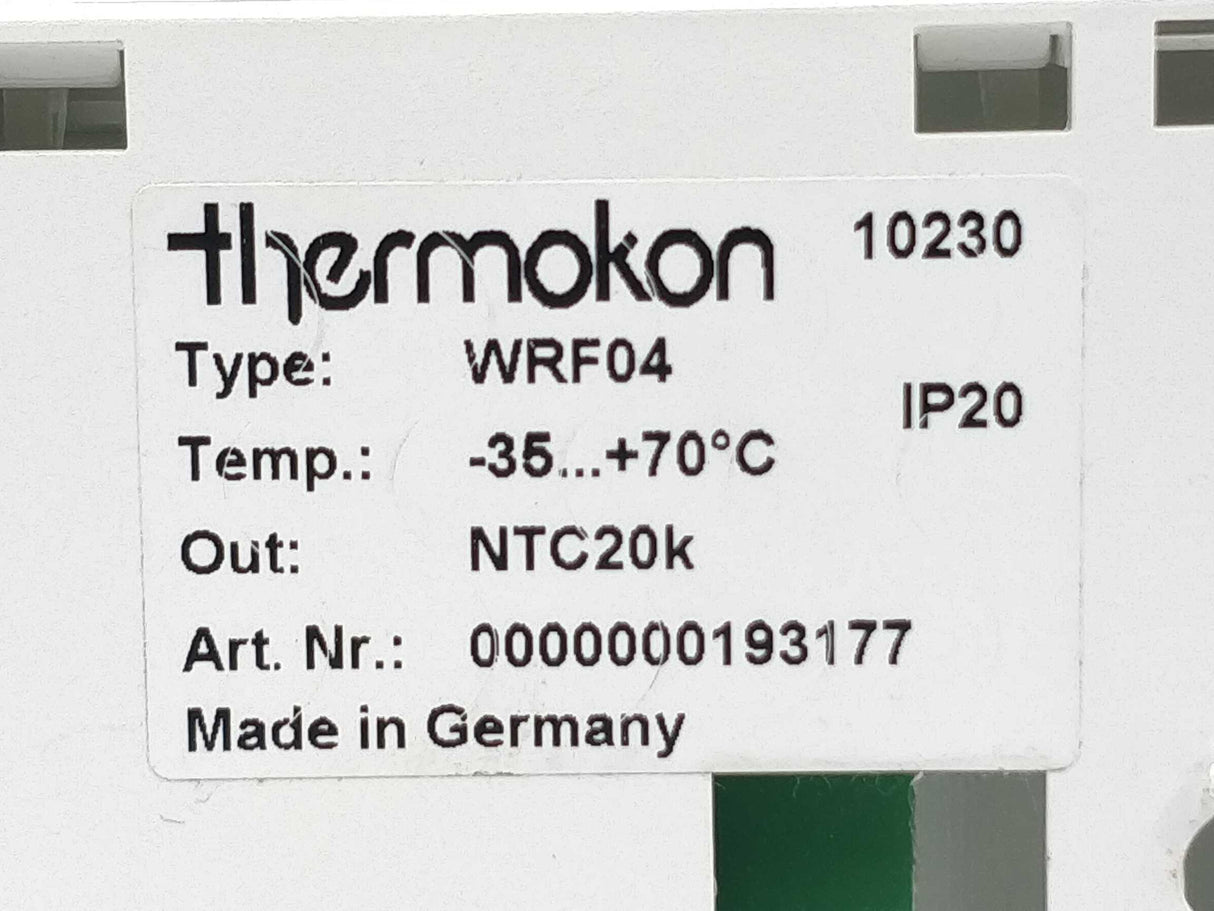 thermokon 10230
Type: WRF04
IP20
Temp.: -35...+70°C
Out: NTC20k
Art. Nr.: 0000000193177
Made in Germany